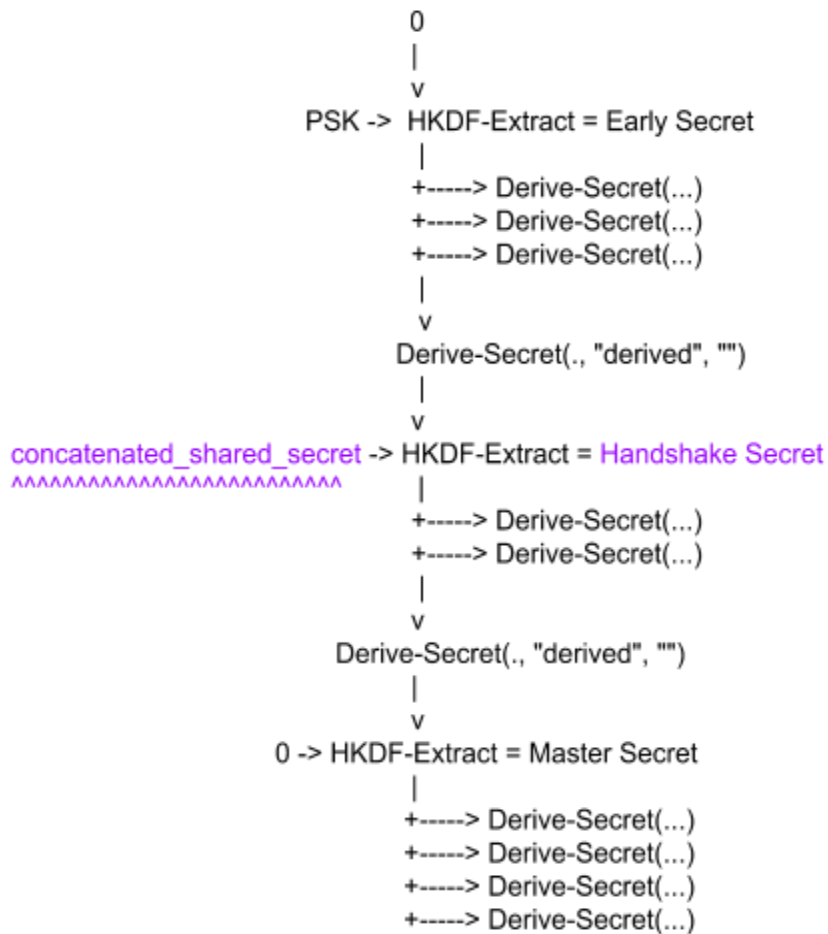 0
|
v
PSK -> HKDF-Extract = Early Secret
|
+-----> Derive-Secret(...)
+-----> Derive-Secret(...)
+-----> Derive-Secret(...)
|
v
Derive-Secret(., "derived", "")
|
v
concatenated_shared_secret -> HKDF-Extract = Handshake Secret
^^^^^^^^^^^^^^^^^^^^^^^^^^ |
+-----> Derive-Secret(...)
+-----> Derive-Secret(...)
|
v
Derive-Secret(., "derived", "")
|
v
0 -> HKDF-Extract = Master Secret
|
+-----> Derive-Secret(...)
+-----> Derive-Secret(...)
+-----> Derive-Secret(...)
+-----> Derive-Secret(...)